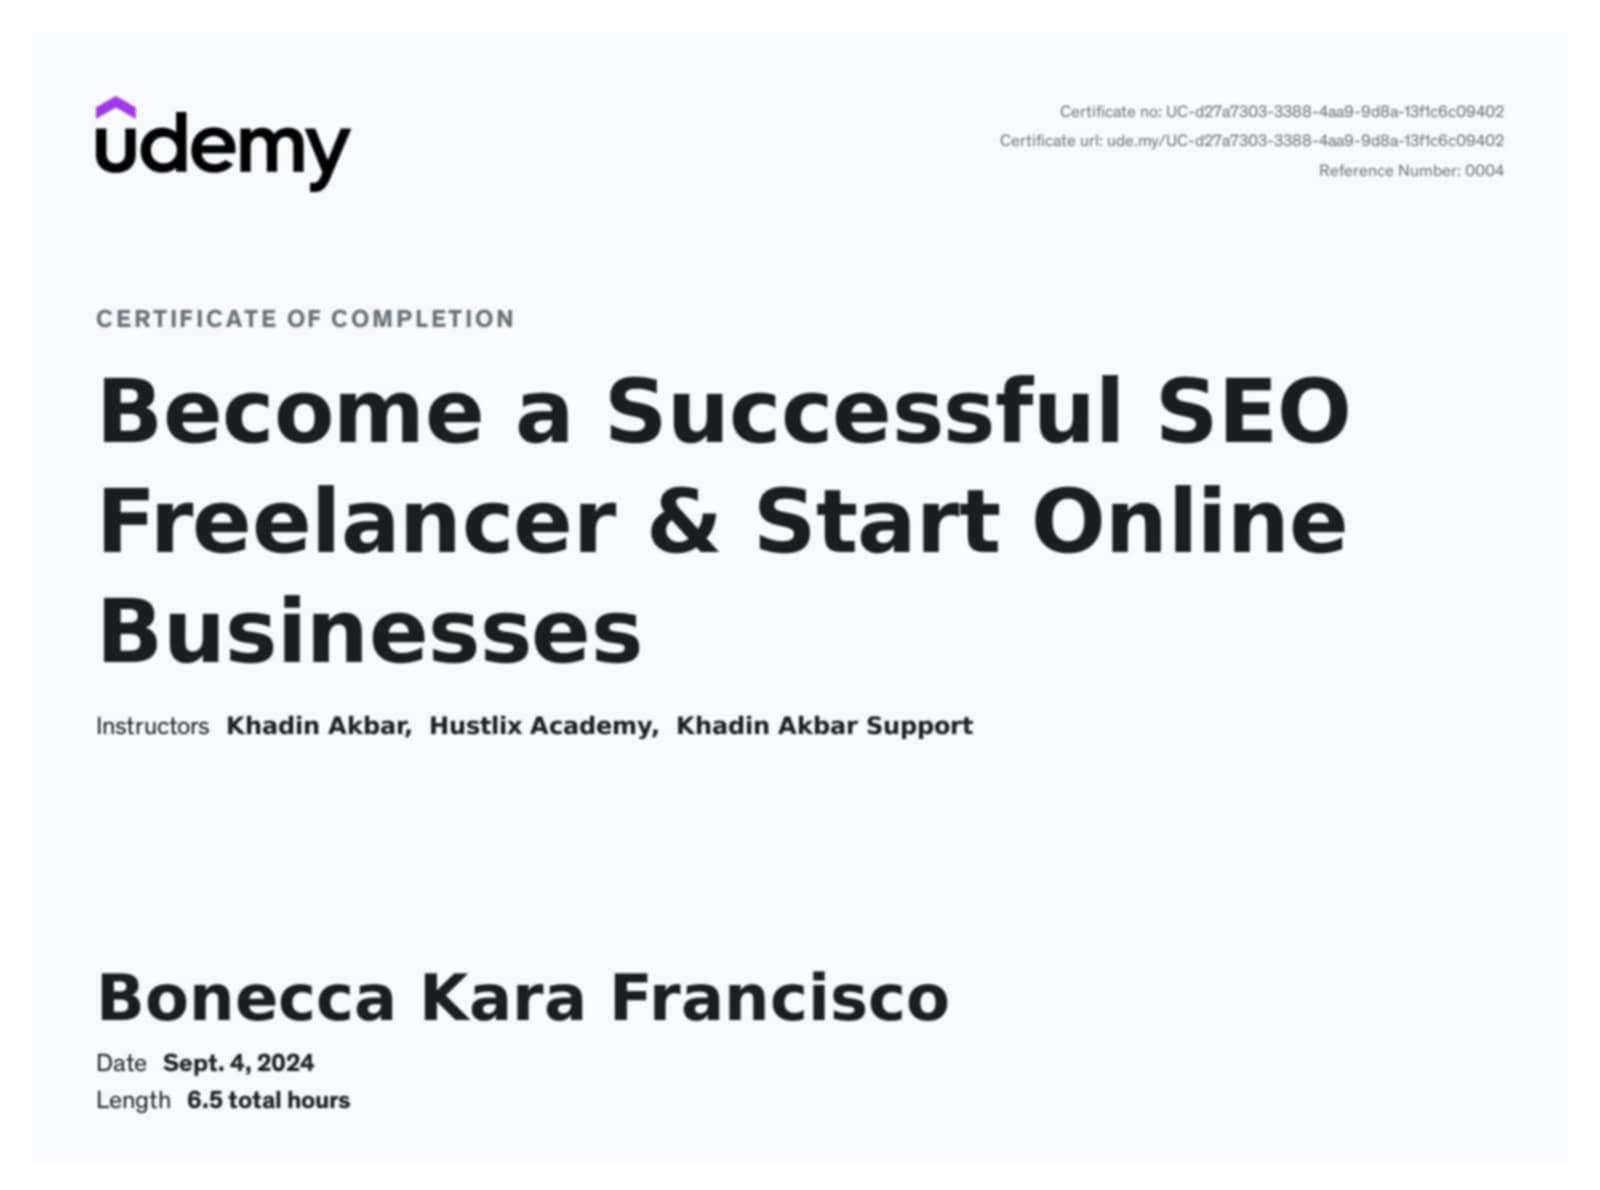 udemy
Certificate no: UC-d27a7303-3388-4aa9-9d8a-13f1c6c09402
Certificate url: ude.my/UC-d27a7303-3388-4aa9-9d8a-13f1c6c09402
Reference Number: 0004
CERTIFICATE OF COMPLETION
Become a Successful SEO
Freelancer & Start Online
Businesses
Instructors Khadin Akbar, Hustlix Academy, Khadin Akbar Support
Bonecca Kara Francisco
Date Sept. 4, 2024
Length 6.5 total hours